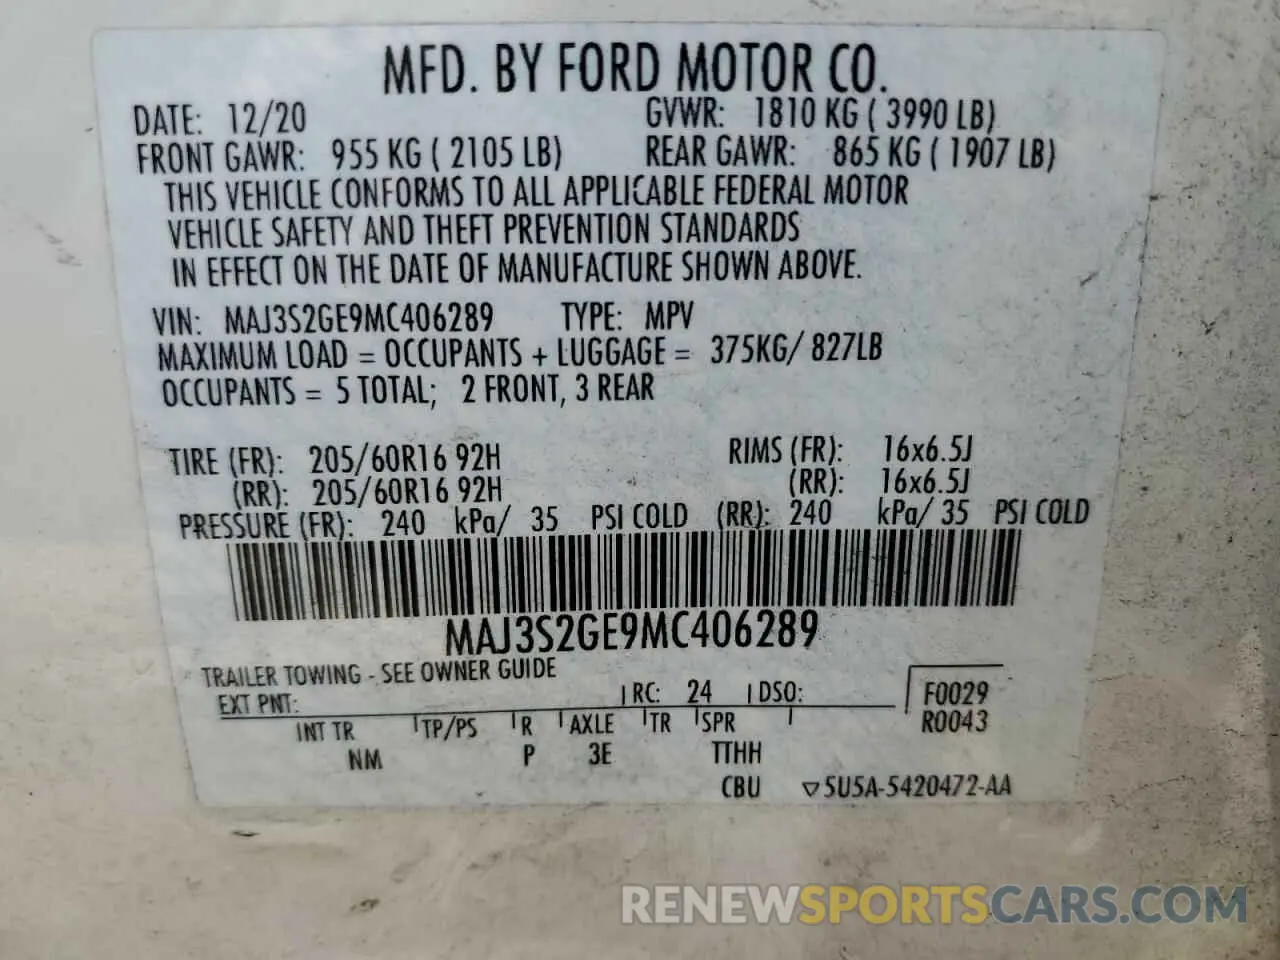 MFD. BY FORD MOTOR CO.
DATE: 12/20 GVWR: 1810 KG ( 3990 LB)
FRONT GAWR: 955 KG ( 2105 LB) REAR GAWR: 865 KG ( 1907 LB)
THIS VEHICLE CONFORMS TO ALL APPLICABLE FEDERAL MOTOR
VEHICLE SAFETY AND THEFT PREVENTION STANDARDS
IN EFFECT ON THE DATE OF MANUFACTURE SHOWN ABOVE.
VIN: MAJ3S2GE9MC406289 TYPE: MPV
MAXIMUM LOAD = OCCUPANTS + LUGGAGE = 375KG/ 827LB
OCCUPANTS = 5 TOTAL; 2 FRONT, 3 REAR
TIRE (FR): 205/60R16 92H RIMS (FR): 16x6.5J
(RR): 205/60R16 92H (RR): 16x6.5J
PRESSURE (FR): 240 kPa/ 35 PSI COLD (RR): 240 kPa/ 35 PSI COLD
MAJ3S2GE9MC406289
TRAILER TOWING - SEE OWNER GUIDE
EXT PNT: RC: 24 DSO: F0029
INT TR TP/PS R AXLE TR SPR R0043
NM P 3E TTHH
CBU ▽5U5A-5420472-AA
RENEWSPORTSCARS.COM